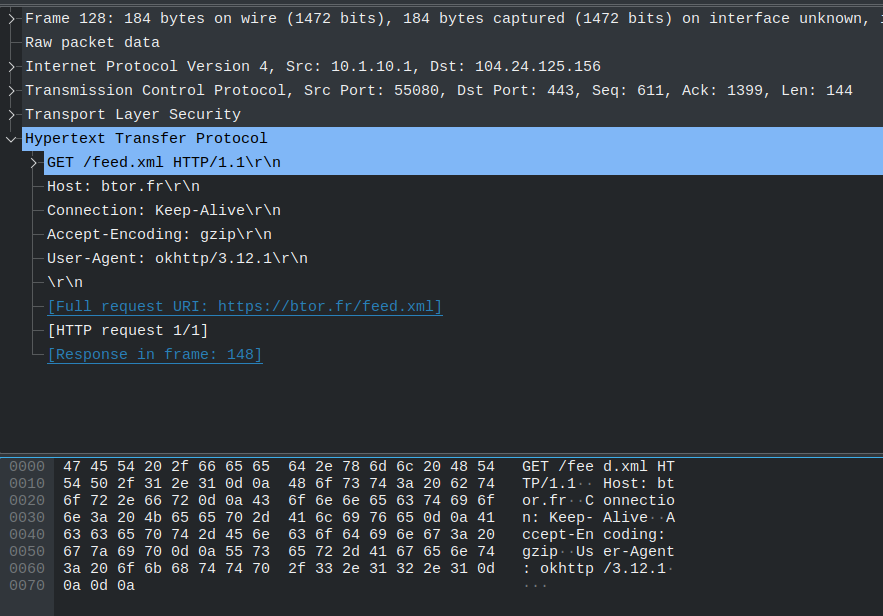 Frame 128: 184 bytes on wire (1472 bits), 184 bytes captured (1472 bits) on interface unknown,
Raw packet data
Internet Protocol Version 4, Src: 10.1.10.1, Dst: 104.24.125.156
Transmission Control Protocol, Src Port: 55080, Dst Port: 443, Seq: 611, Ack: 1399, Len: 144
Transport Layer Security
Hypertext Transfer Protocol
GET /feed.xml HTTP/1.1\r\n
Host: btor.fr\r\n
Connection: Keep-Alive\r\n
Accept-Encoding: gzip\r\n
User-Agent: okhttp/3.12.1\r\n
\r\n
[Full request URI: https://btor.fr/feed.xml]
[HTTP request 1/1]
[Response in frame: 148]
0000 47 45 54 20 2f 66 65 65 64 2e 78 6d 6c 20 48 54 GET /fee d.xml HT
0010 54 50 2f 31 2e 31 0d 0a 48 6f 73 74 3a 20 62 74 TP/1.1·· Host: bt
0020 6f 72 2e 66 72 0d 0a 43 6f 6e 6e 65 63 74 69 6f or.fr··C onnectio
0030 6e 3a 20 4b 65 65 70 2d 41 6c 69 76 65 0d 0a 41 n: Keep- Alive··A
0040 63 63 65 70 74 2d 45 6e 63 6f 64 69 6e 67 3a 20 ccept-En coding:
0050 67 7a 69 70 0d 0a 55 73 65 72 2d 41 67 65 6e 74 gzip··Us er-Agent
0060 3a 20 6f 6b 68 74 74 70 2f 33 2e 31 32 2e 31 0d : okhttp /3.12.1·
0070 0a 0d 0a ···